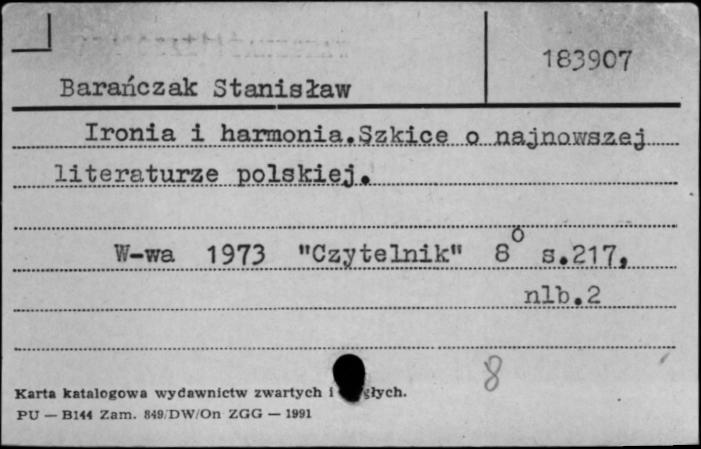 183907
Barańczak Stanisław
Ironia i harmonia.Szkice o najnowszej
literaturze polskiej.
W-wa 1973 "Czytelnik" 8° s.217,
nlb.2
8
Karta katalogowa wydawnictw zwartych i
PU — B144 Zam. 849/DW/On ZGG — 1991